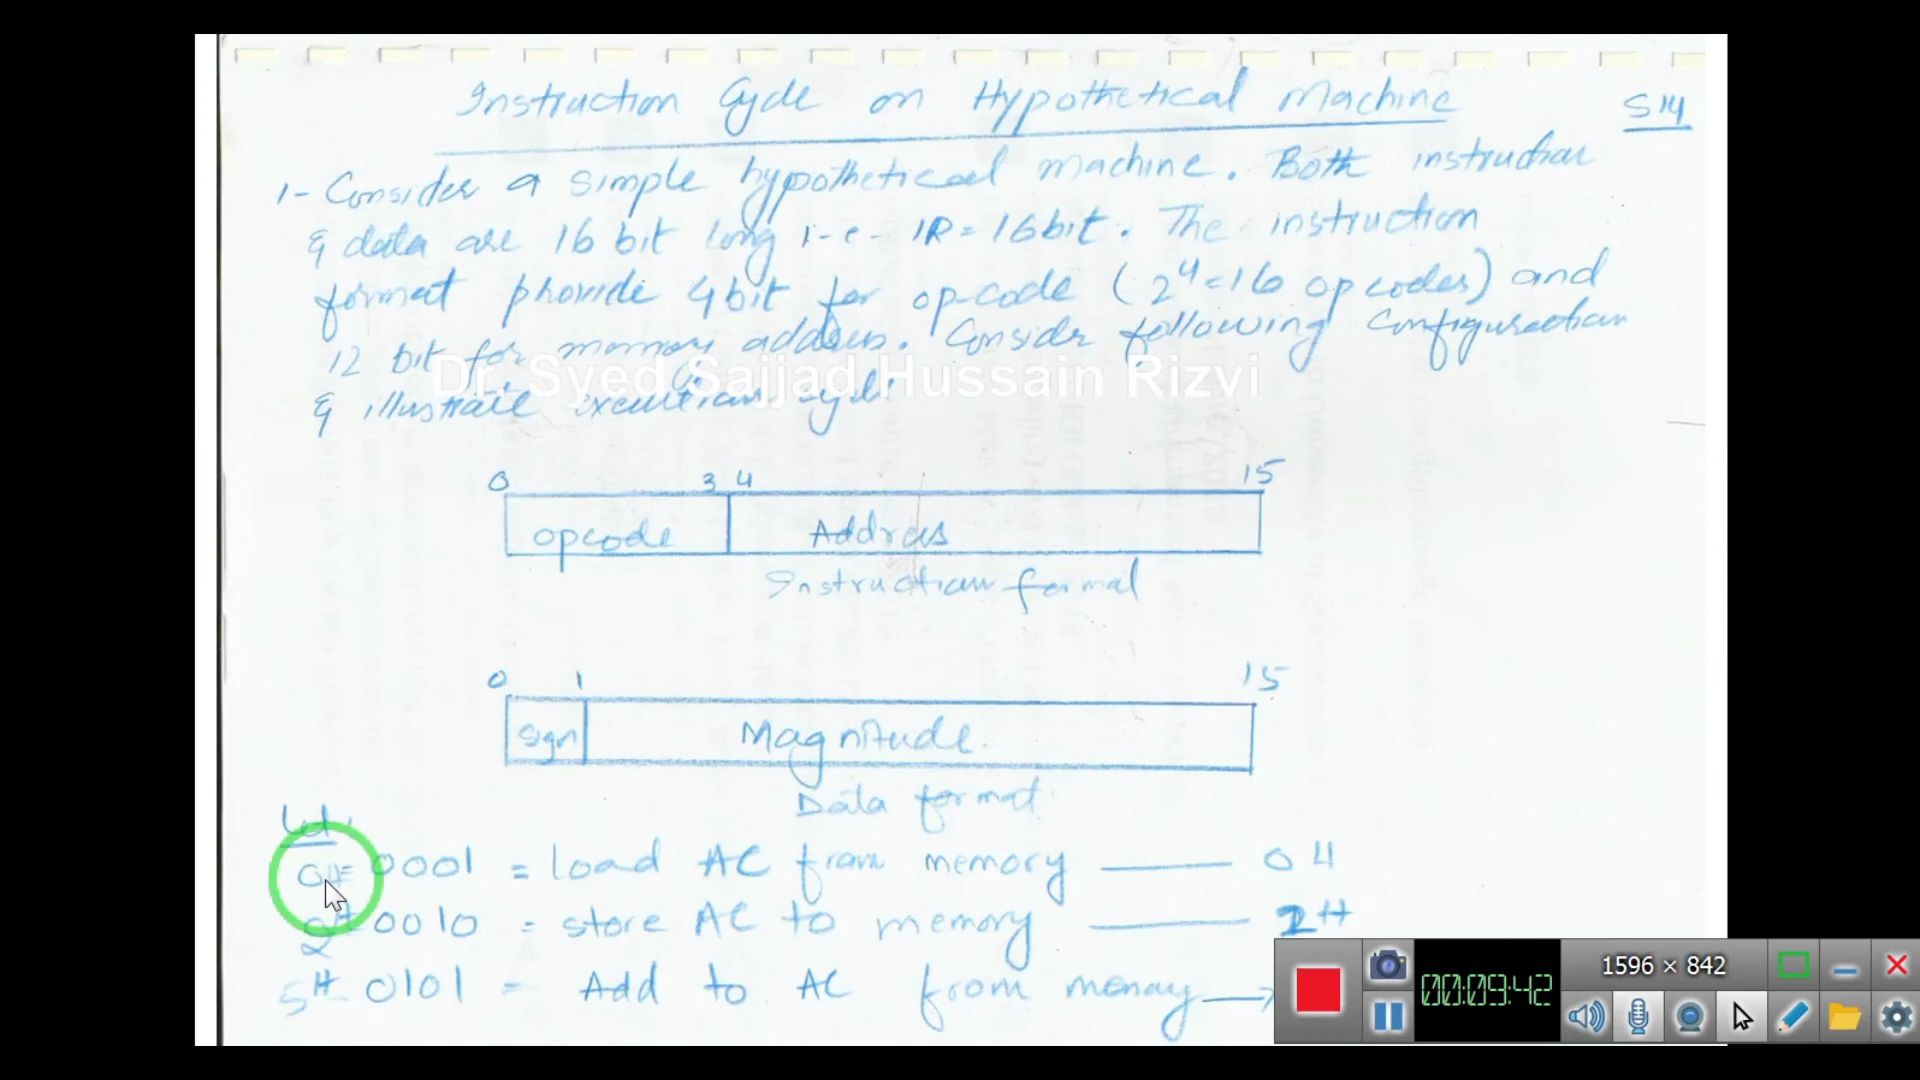 Instruction Cycle on Hypothetical Machine
S14
1- Consider a simple hypothetical machine. Both instruction
& data are 16 bit long i-e- IR=16bit. The instruction
format provide 4bit for op-code (2^4=16 opcodes) and
12 bit for memory address. Consider following configuration
Dr. Syed Sajjad Hussain Rizvi
& illustrate execution cycle
0 3 4 15
opcode Address
Instruction format
0 1 15
Sign Magnitude.
Data format
Let:
0001 = load AC from memory —— 04
2H 0010 = store AC to memory —— 2H
5H 0101 = Add to AC from memory →
1596 × 842
00:09:42